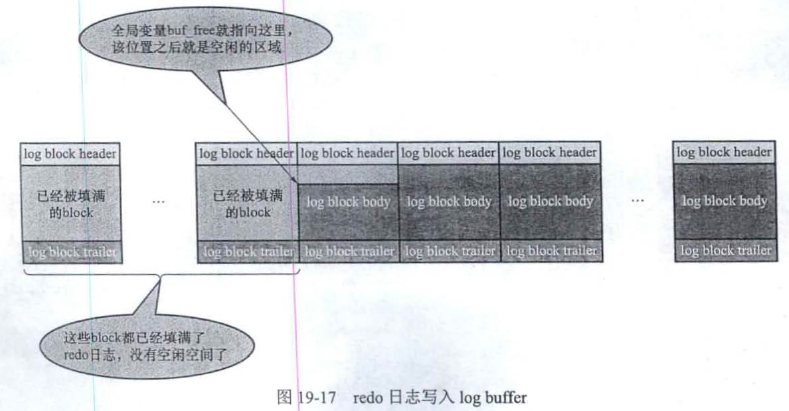 全局变量buf_free就指向这里，
该位置之后就是空闲的区域
log block header
log block header
log block header
log block header
log block header
log block header
已经被填满
的block
...
已经被填满
的block
log block body
log block body
log block body
...
log block body
log block trailer
log block trailer
log block trailer
log block trailer
log block trailer
log block trailer
这些block都已经填满了
redo日志，没有空闲空间了
图 19-17 redo 日志写入 log buffer